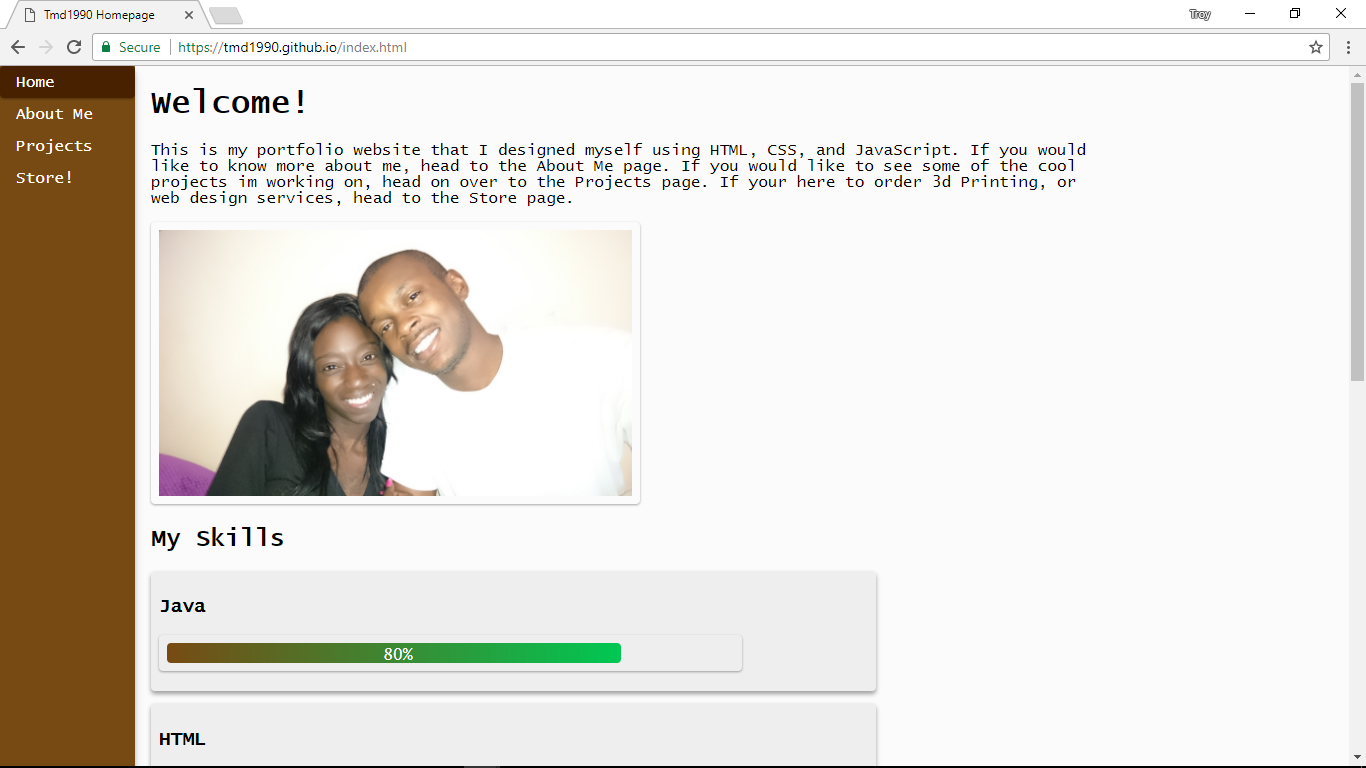 Tmd1990 Homepage
Troy
Secure
https://tmd1990.github.io/index.html
Home
About Me
Projects
Store!
Welcome!
This is my portfolio website that I designed myself using HTML, CSS, and JavaScript. If you would
like to know more about me, head to the About Me page. If you would like to see some of the cool
projects im working on, head on over to the Projects page. If your here to order 3d Printing, or
web design services, head to the Store page.
My Skills
Java
80%
HTML